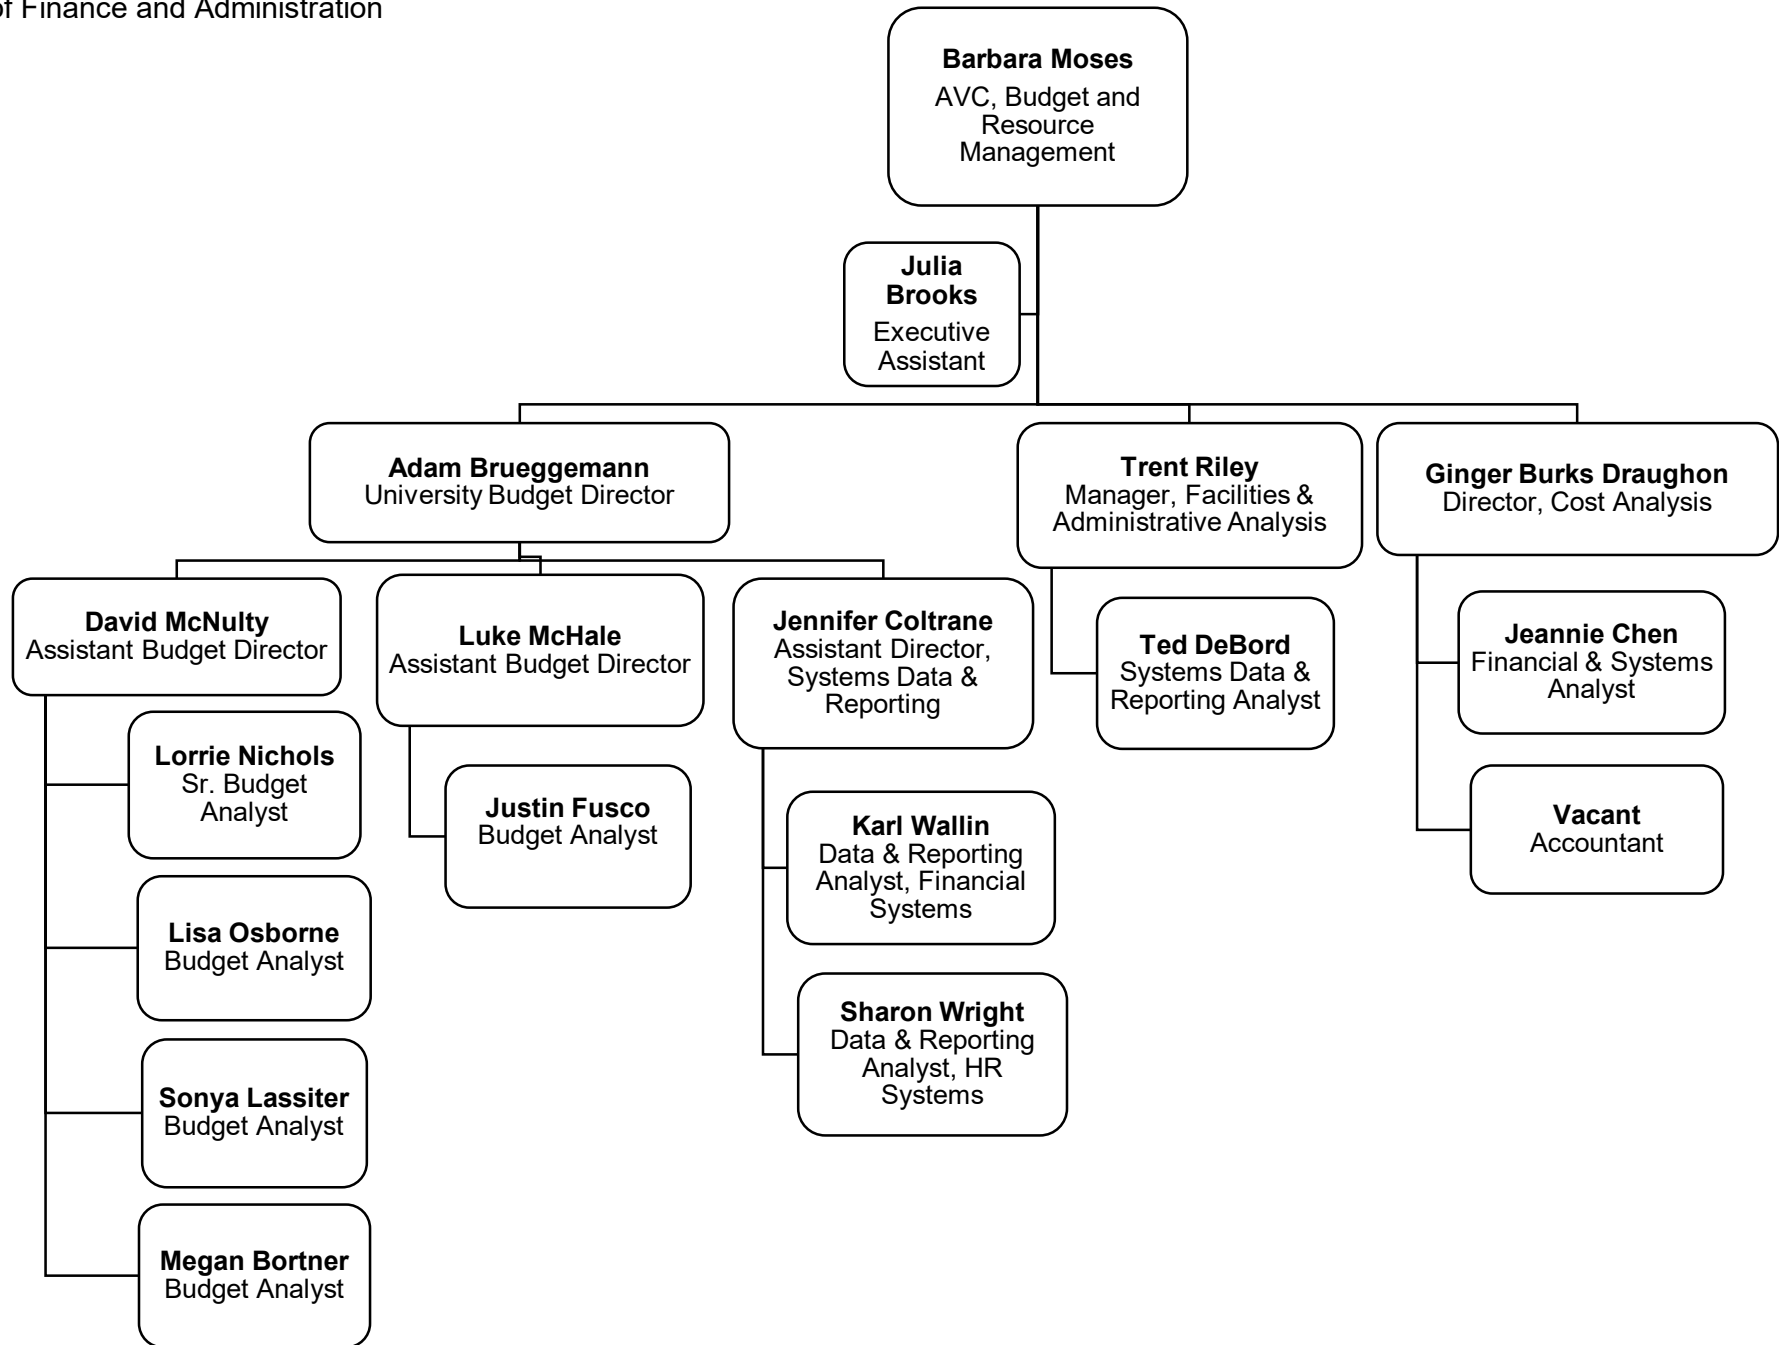 of Finance and Administration
Barbara Moses
AVC, Budget and
Resource
Management
Julia
Brooks
Executive
Assistant
Adam Brueggemann
University Budget Director
Trent Riley
Manager, Facilities &
Administrative Analysis
Ginger Burks Draughon
Director, Cost Analysis
David McNulty
Assistant Budget Director
Luke McHale
Assistant Budget Director
Jennifer Coltrane
Assistant Director,
Systems Data &
Reporting
Ted DeBord
Systems Data &
Reporting Analyst
Jeannie Chen
Financial & Systems
Analyst
Lorrie Nichols
Sr. Budget
Analyst
Justin Fusco
Budget Analyst
Karl Wallin
Data & Reporting
Analyst, Financial
Systems
Vacant
Accountant
Lisa Osborne
Budget Analyst
Sharon Wright
Data & Reporting
Analyst, HR
Systems
Sonya Lassiter
Budget Analyst
Megan Bortner
Budget Analyst